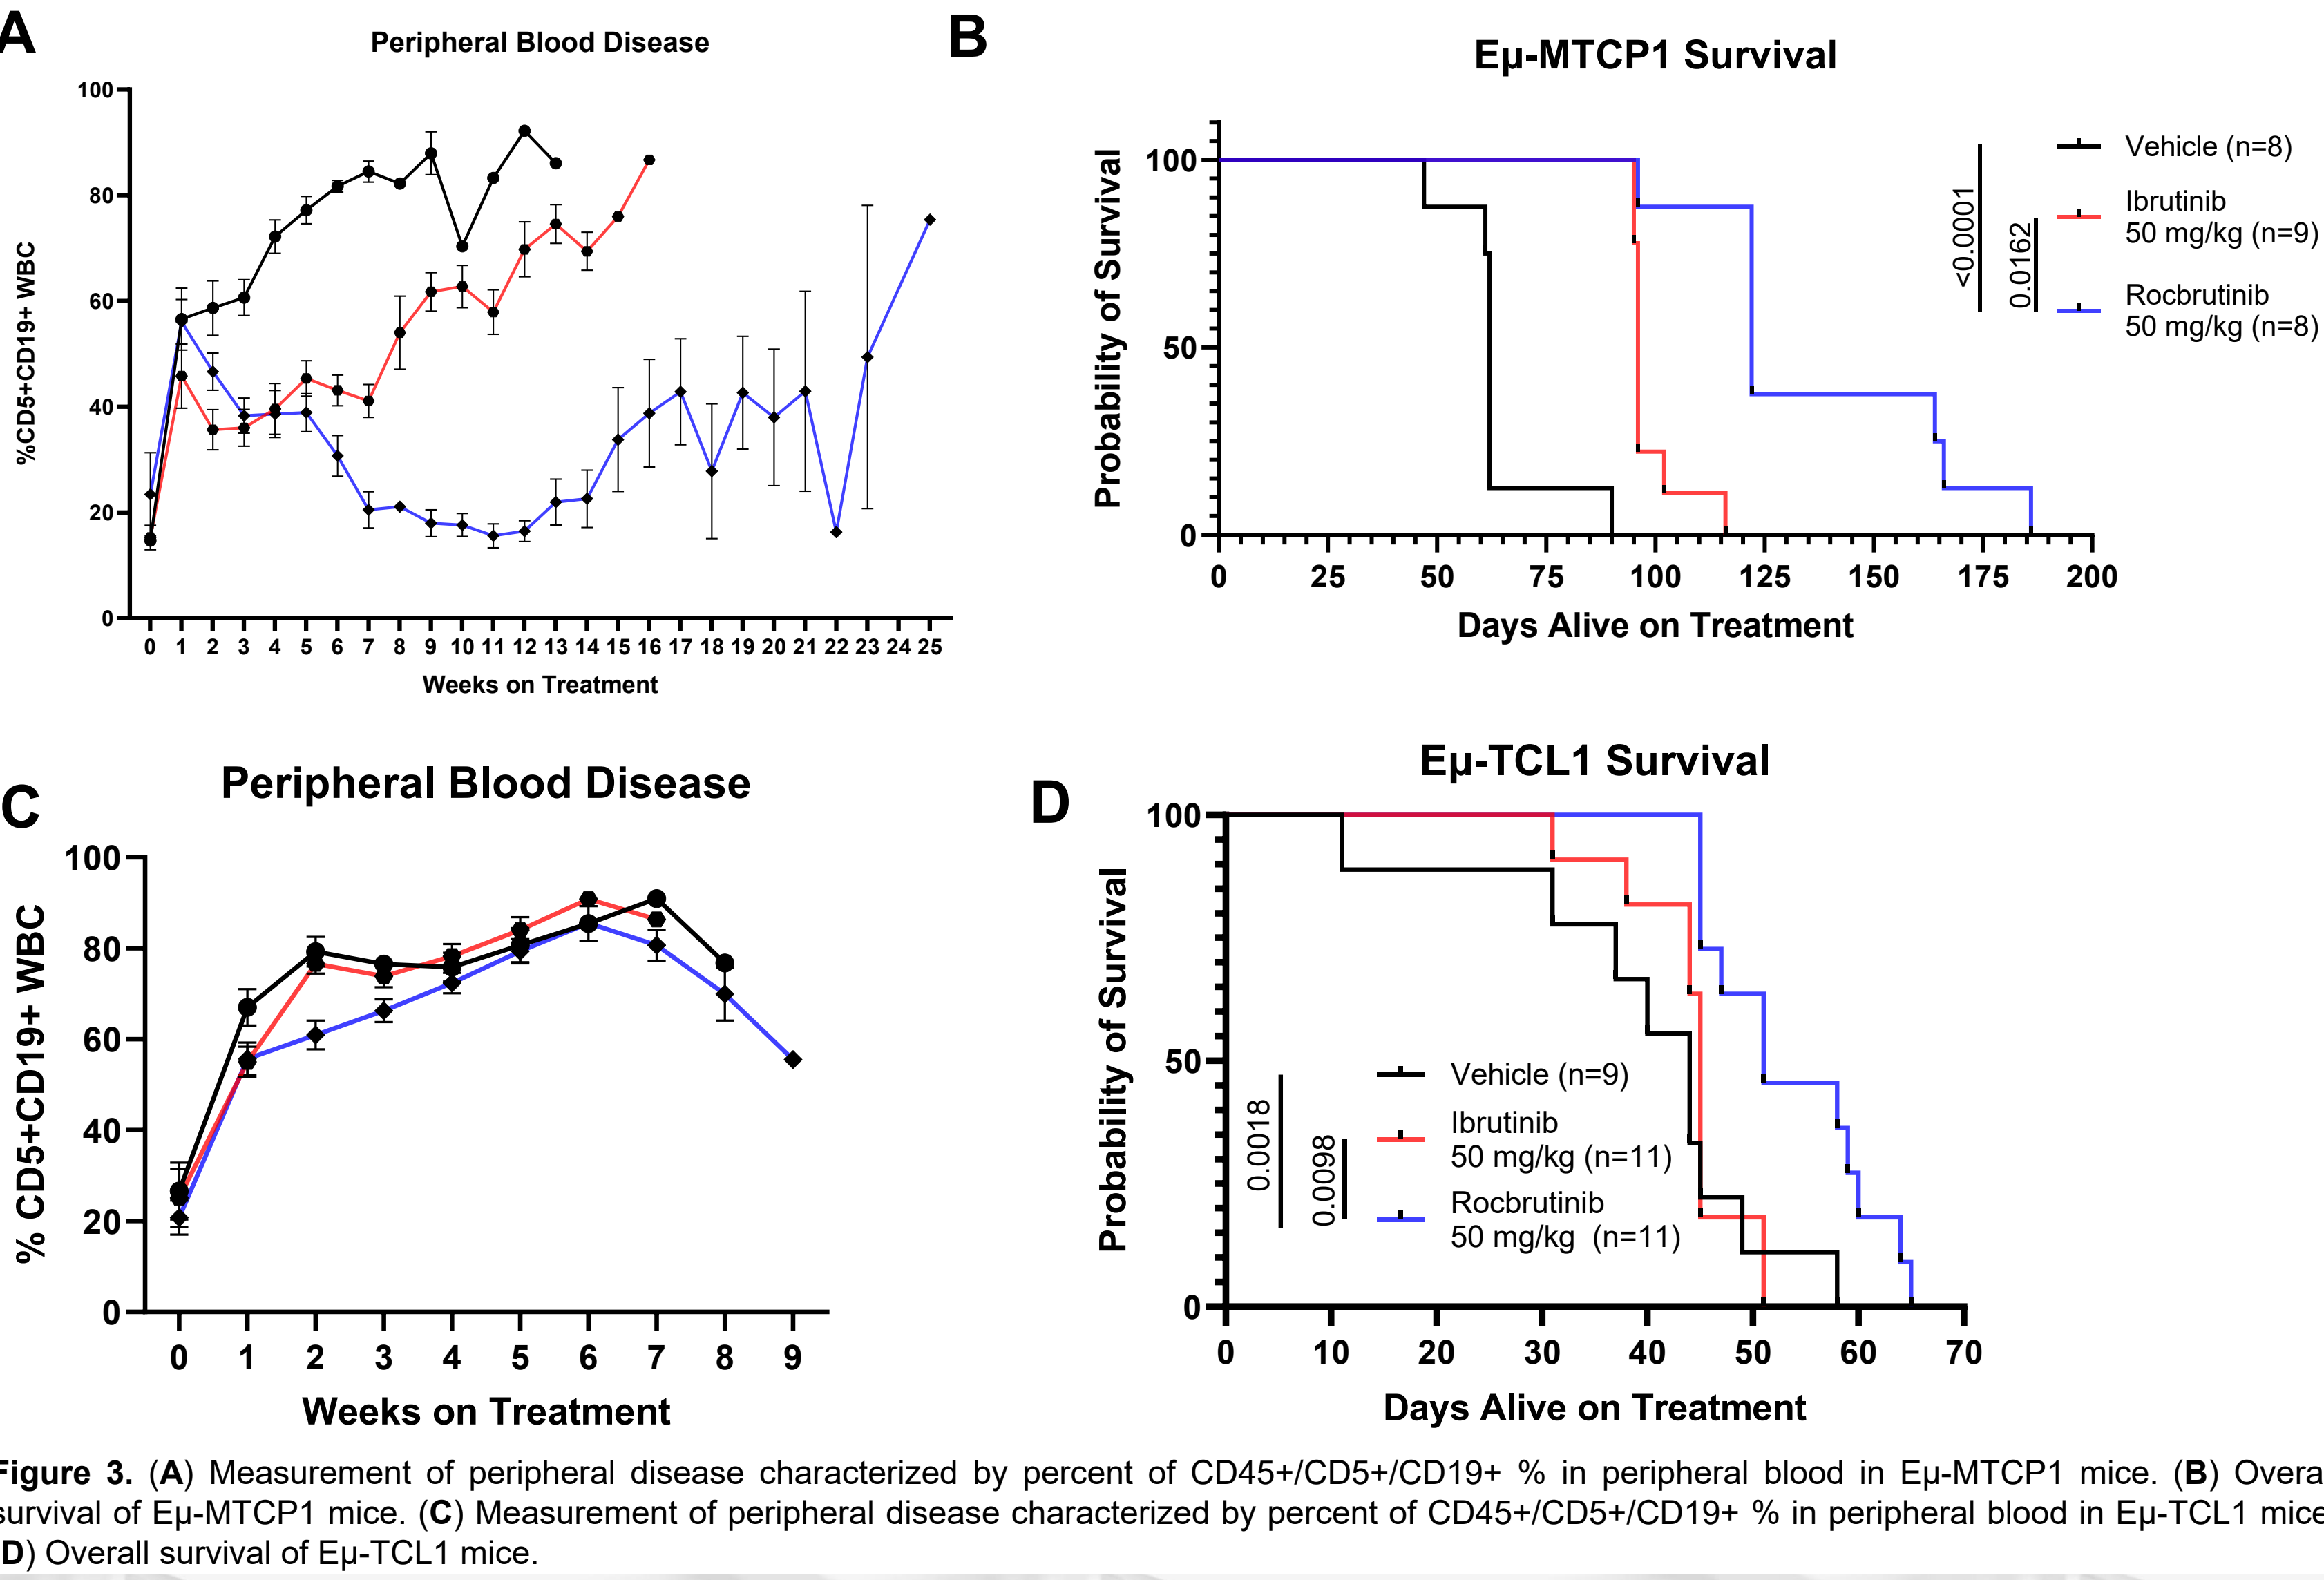 A
Peripheral Blood Disease
%CD5+CD19+ WBC
100
80
60
40
20
0
0 1 2 3 4 5 6 7 8 9 10 11 12 13 14 15 16 17 18 19 20 21 22 23 24 25
Weeks on Treatment
B
Eµ-MTCP1 Survival
Probability of Survival
100
50
0
0 25 50 75 100 125 150 175 200
Days Alive on Treatment
<0.0001
0.0162
Vehicle (n=8)
Ibrutinib
50 mg/kg (n=9)
Rocbrutinib
50 mg/kg (n=8)
C
Peripheral Blood Disease
% CD5+CD19+ WBC
100
80
60
40
20
0
0 1 2 3 4 5 6 7 8 9
Weeks on Treatment
D
Eµ-TCL1 Survival
Probability of Survival
100
50
0
0 10 20 30 40 50 60 70
Days Alive on Treatment
0.0018
0.0098
Vehicle (n=9)
Ibrutinib
50 mg/kg (n=11)
Rocbrutinib
50 mg/kg (n=11)
Figure 3. (A) Measurement of peripheral disease characterized by percent of CD45+/CD5+/CD19+ % in peripheral blood in Eµ-MTCP1 mice. (B) Overa
survival of Eµ-MTCP1 mice. (C) Measurement of peripheral disease characterized by percent of CD45+/CD5+/CD19+ % in peripheral blood in Eµ-TCL1 mice
D) Overall survival of Eµ-TCL1 mice.